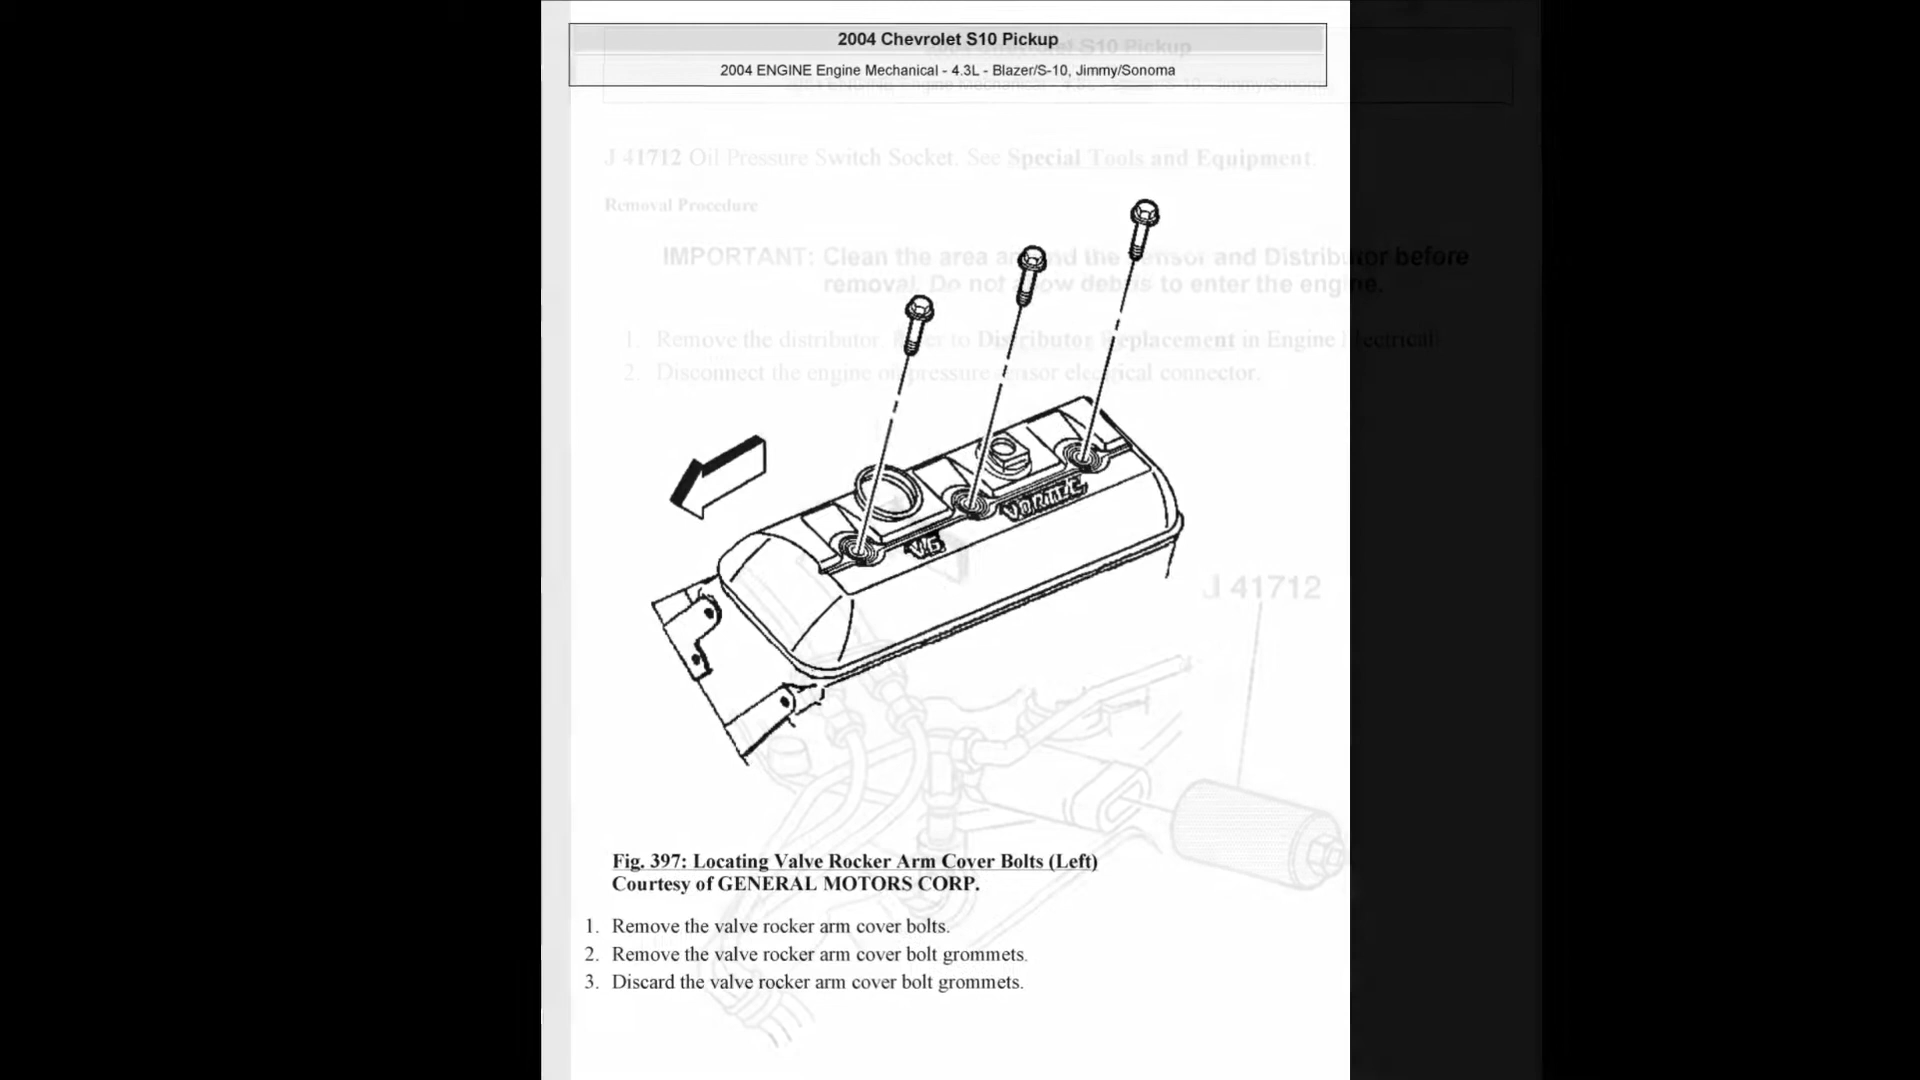 2004 Chevrolet S10 Pickup
2004 ENGINE Engine Mechanical - 4.3L - Blazer/S-10, Jimmy/Sonoma
J 41712 Oil Pressure Switch Socket. See Special Tools and Equipment.
Removal Procedure
IMPORTANT: Clean the area around the sensor and Distributor before
removal. Do not allow debris to enter the engine.
1. Remove the distributor. Refer to Distributor Replacement in Engine Electrical
2. Disconnect the engine oil pressure sensor electrical connector.
VORTEC
V6
J 41712
Fig. 397: Locating Valve Rocker Arm Cover Bolts (Left)
Courtesy of GENERAL MOTORS CORP.
1. Remove the valve rocker arm cover bolts.
2. Remove the valve rocker arm cover bolt grommets.
3. Discard the valve rocker arm cover bolt grommets.